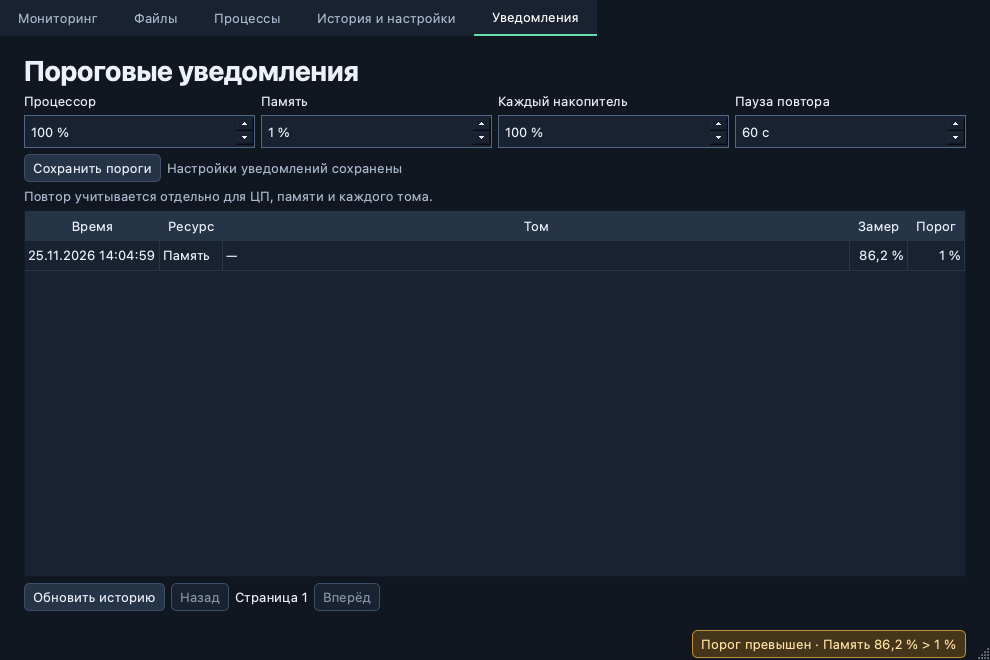 Мониторинг Файлы Процессы История и настройки Уведомления
Пороговые уведомления
Процессор Память Каждый накопитель Пауза повтора
100 % 1 % 100 % 60 с
Сохранить пороги Настройки уведомлений сохранены
Повтор учитывается отдельно для ЦП, памяти и каждого тома.
Время Ресурс Том Замер Порог
25.11.2026 14:04:59 Память — 86,2 % 1 %
Обновить историю Назад Страница 1 Вперёд
Порог превышен · Память 86,2 % > 1 %